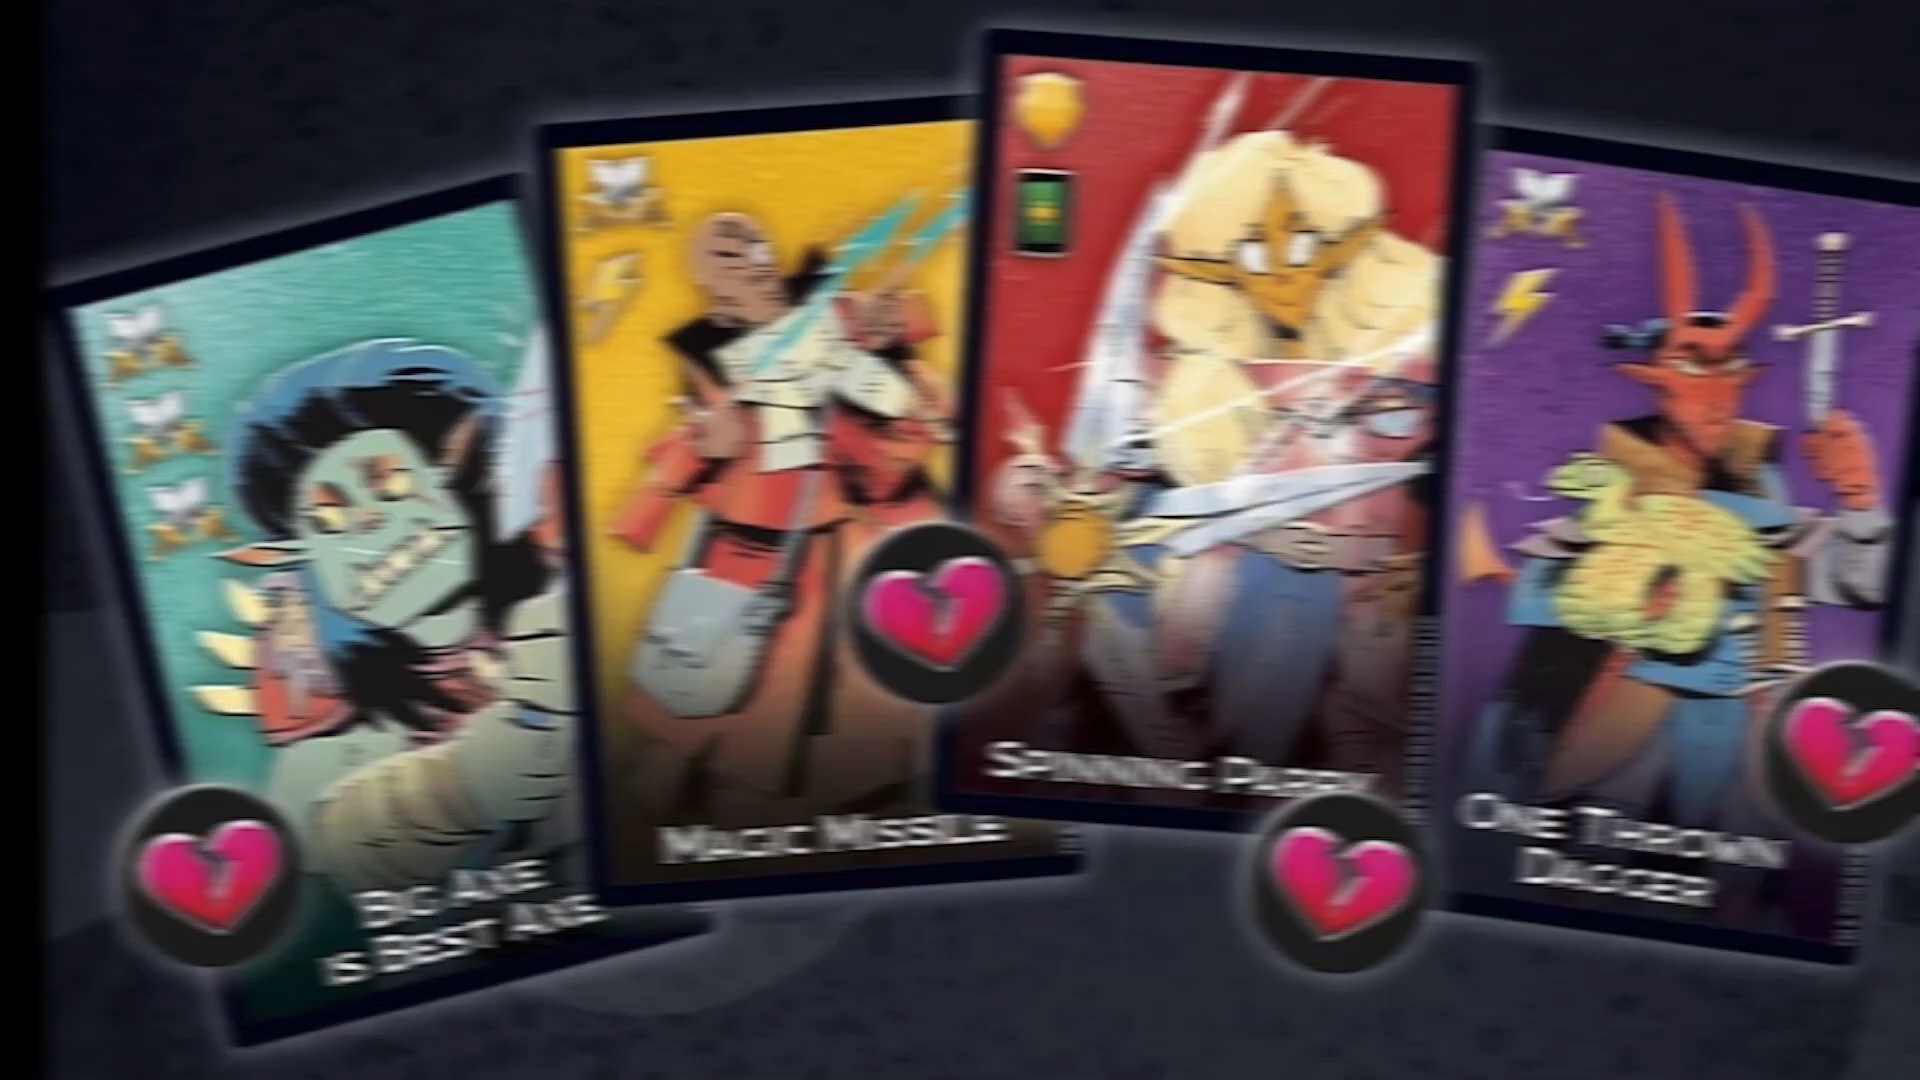 Big Axe
is Best Axe
Magic Missile
Spinning Parry
One Thrown
Dagger